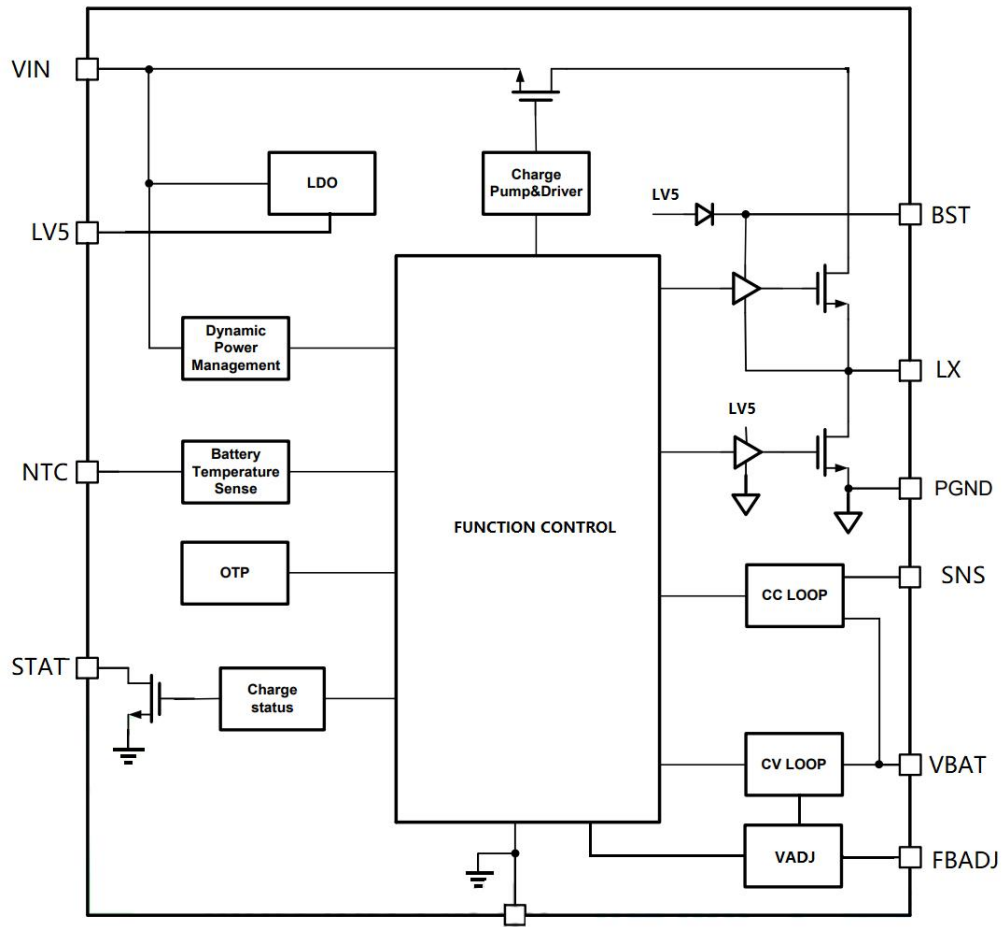 VIN
LDO
Charge
Pump&Driver
LV5
BST
LV5
Dynamic
Power
Management
LX
LV5
NTC
Battery
Temperature
Sense
PGND
FUNCTION CONTROL
OTP
SNS
CC LOOP
STAT
Charge
status
CV LOOP
VBAT
VADJ
FBADJ